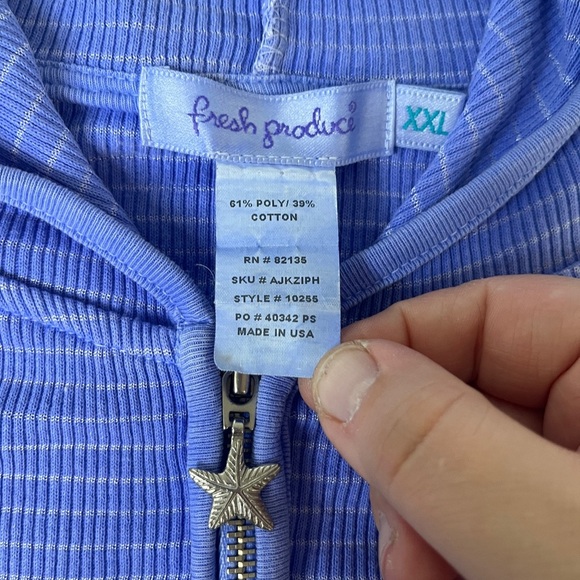 fresh produce
XXL
61% POLY/ 39%
COTTON
RN # 82135
SKU # AJKZIPH
STYLE # 10255
PO # 40342 PS
MADE IN USA